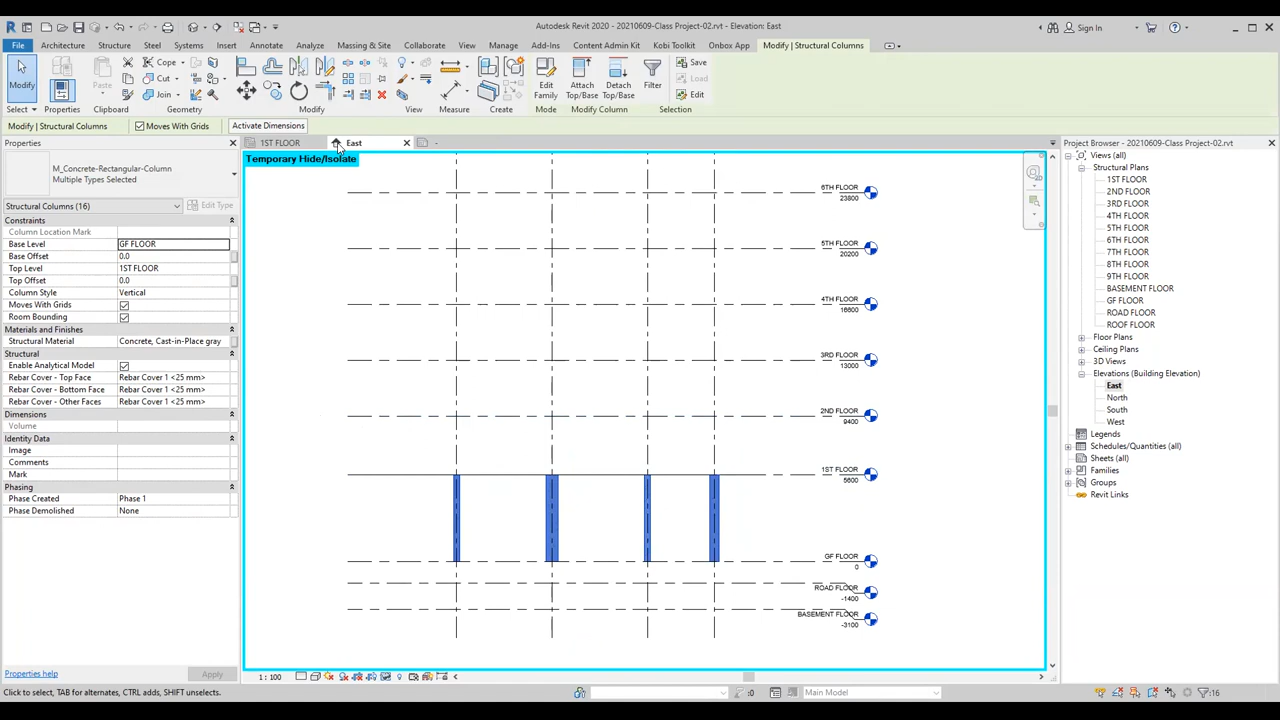 Autodesk Revit 2020 - 20210609-Class Project-02.rvt - Elevation: East
Sign In
File Architecture Structure Steel Systems Insert Annotate Analyze Massing & Site Collaborate View Manage Add-Ins Content Admin Kit Kobi Toolkit Onbox App Modify | Structural Columns
Modify
Paste
Cope
Cut
Join
Edit Family
Attach Top/Base
Detach Top/Base
Filter
Save
Load
Edit
Select Properties Clipboard Geometry Modify View Measure Create Mode Modify Column Selection
Modify | Structural Columns Moves With Grids Activate Dimensions
Properties
M_Concrete-Rectangular-Column
Multiple Types Selected
Structural Columns (16) Edit Type
Constraints
Column Location Mark
Base Level GF FLOOR
Base Offset 0.0
Top Level 1ST FLOOR
Top Offset 0.0
Column Style Vertical
Moves With Grids
Room Bounding
Materials and Finishes
Structural Material Concrete, Cast-in-Place gray
Structural
Enable Analytical Model
Rebar Cover - Top Face Rebar Cover 1 <25 mm>
Rebar Cover - Bottom Face Rebar Cover 1 <25 mm>
Rebar Cover - Other Faces Rebar Cover 1 <25 mm>
Dimensions
Volume
Identity Data
Image
Comments
Mark
Phasing
Phase Created Phase 1
Phase Demolished None
Properties help Apply
1ST FLOOR East -
Temporary Hide/Isolate
6TH FLOOR
23800
5TH FLOOR
20200
4TH FLOOR
16600
3RD FLOOR
13000
2ND FLOOR
9400
1ST FLOOR
5600
GF FLOOR
0
ROAD FLOOR
-1400
BASEMENT FLOOR
-3100
Project Browser - 20210609-Class Project-02.rvt
Views (all)
Structural Plans
1ST FLOOR
2ND FLOOR
3RD FLOOR
4TH FLOOR
5TH FLOOR
6TH FLOOR
7TH FLOOR
8TH FLOOR
9TH FLOOR
BASEMENT FLOOR
GF FLOOR
ROAD FLOOR
ROOF FLOOR
Floor Plans
Ceiling Plans
3D Views
Elevations (Building Elevation)
East
North
South
West
Legends
Schedules/Quantities (all)
Sheets (all)
Families
Groups
Revit Links
1 : 100
Click to select, TAB for alternates, CTRL adds, SHIFT unselects.
:0
Main Model
:16